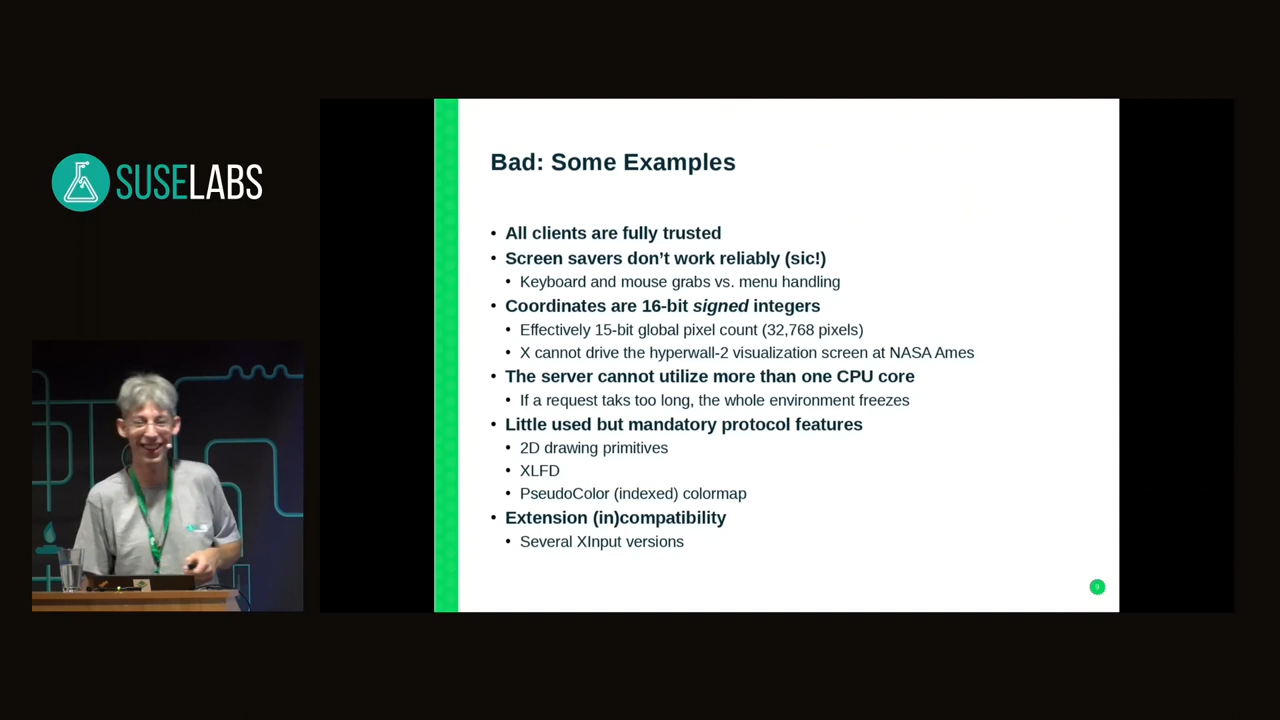 SUSELABS
Bad: Some Examples
• All clients are fully trusted
• Screen savers don’t work reliably (sic!)
• Keyboard and mouse grabs vs. menu handling
• Coordinates are 16-bit signed integers
• Effectively 15-bit global pixel count (32,768 pixels)
• X cannot drive the hyperwall-2 visualization screen at NASA Ames
• The server cannot utilize more than one CPU core
• If a request taks too long, the whole environment freezes
• Little used but mandatory protocol features
• 2D drawing primitives
• XLFD
• PseudoColor (indexed) colormap
• Extension (in)compatibility
• Several XInput versions
9